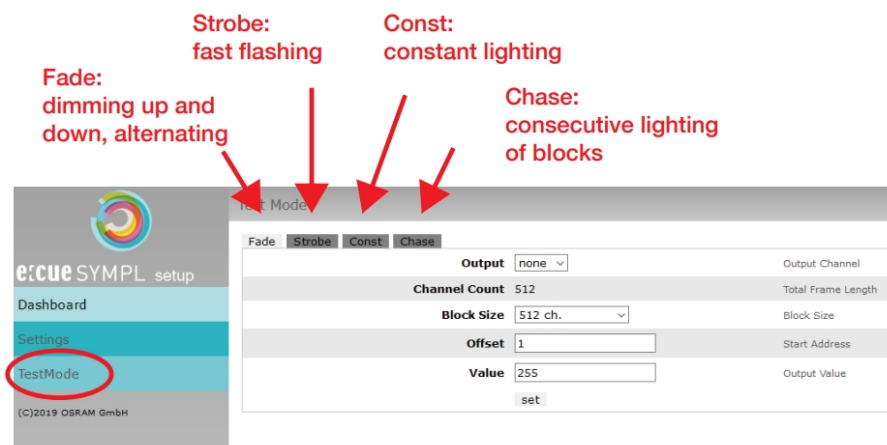 Strobe:
fast flashing
Const:
constant lighting
Fade:
dimming up and
down, alternating
Chase:
consecutive lighting
of blocks
Test Mode
e:cue SYMPL setup
Dashboard
Settings
TestMode
(C)2019 OSRAM GmbH
Fade Strobe Const Chase
Output none Output Channel
Channel Count 512 Total Frame Length
Block Size 512 ch. Block Size
Offset 1 Start Address
Value 255 Output Value
set